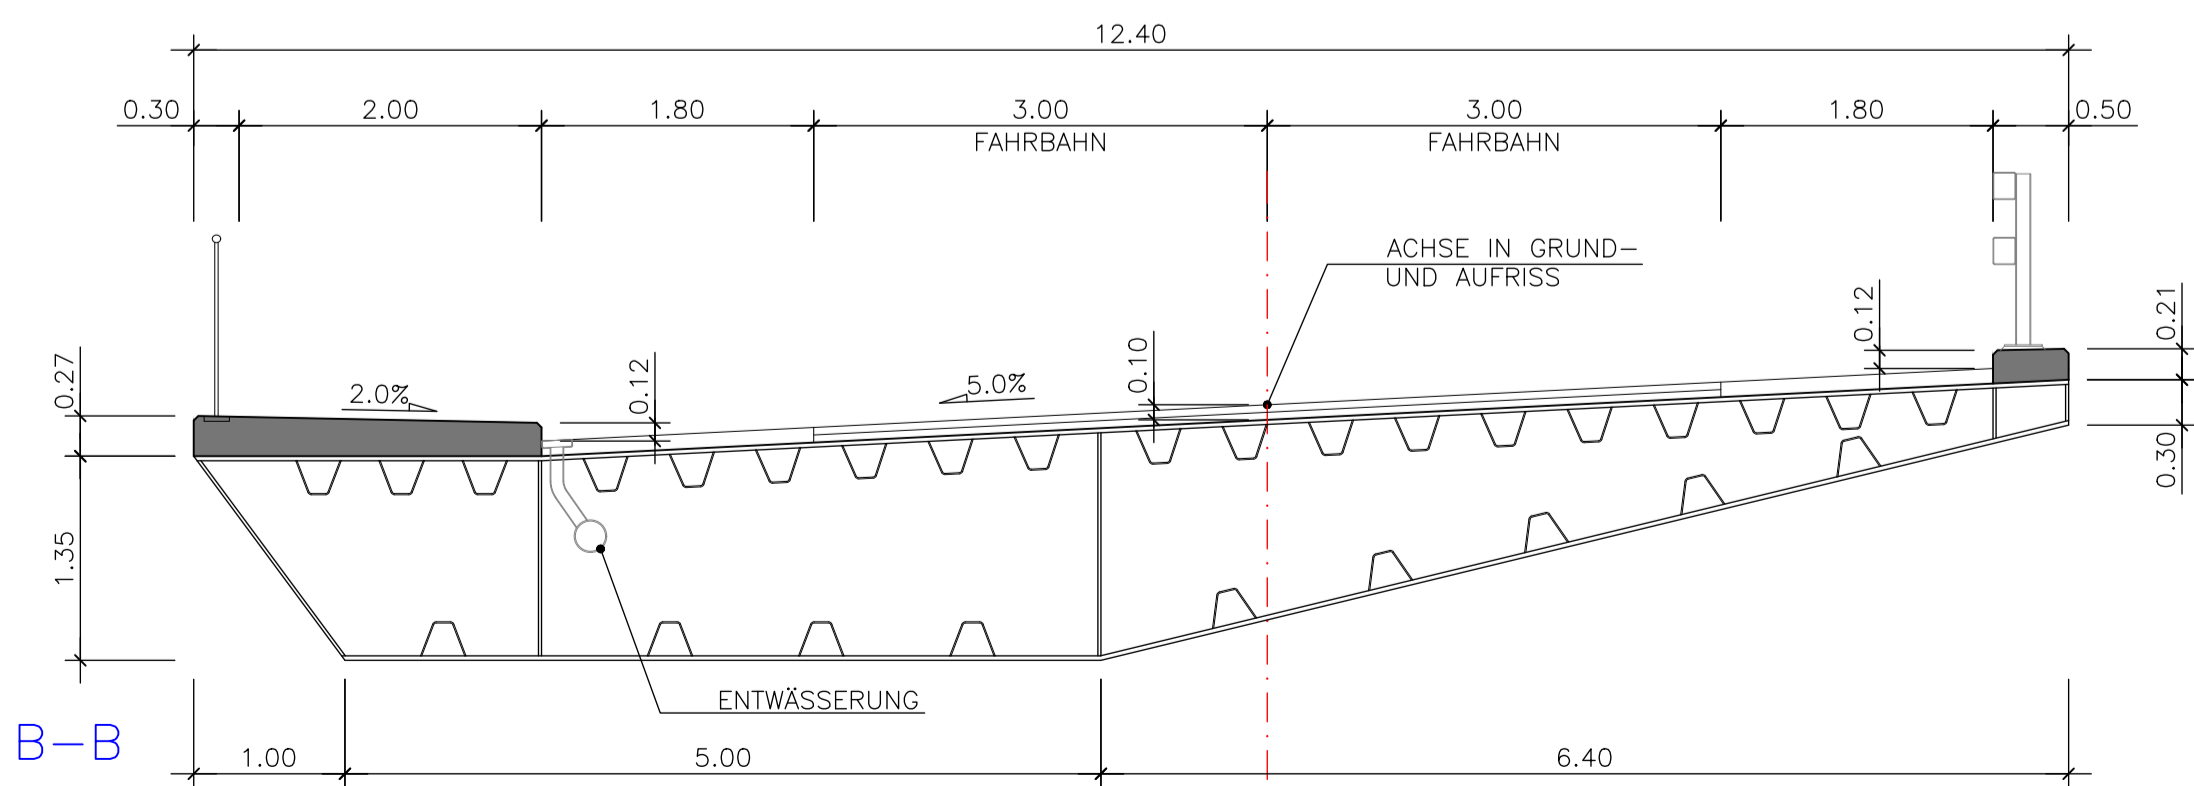 12.40
0.30 2.00 1.80 3.00 3.00 1.80 0.50
FAHRBAHN FAHRBAHN
ACHSE IN GRUND-
UND AUFRISS
0.27
2.0%
0.12
5.0%
0.10
0.12
0.21
0.30
1.35
ENTWÄSSERUNG
B-B
1.00 5.00 6.40